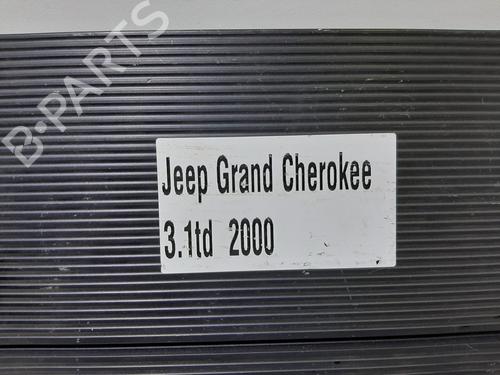 B-PARTS
Jeep Grand Cherokee
3.1td 2000